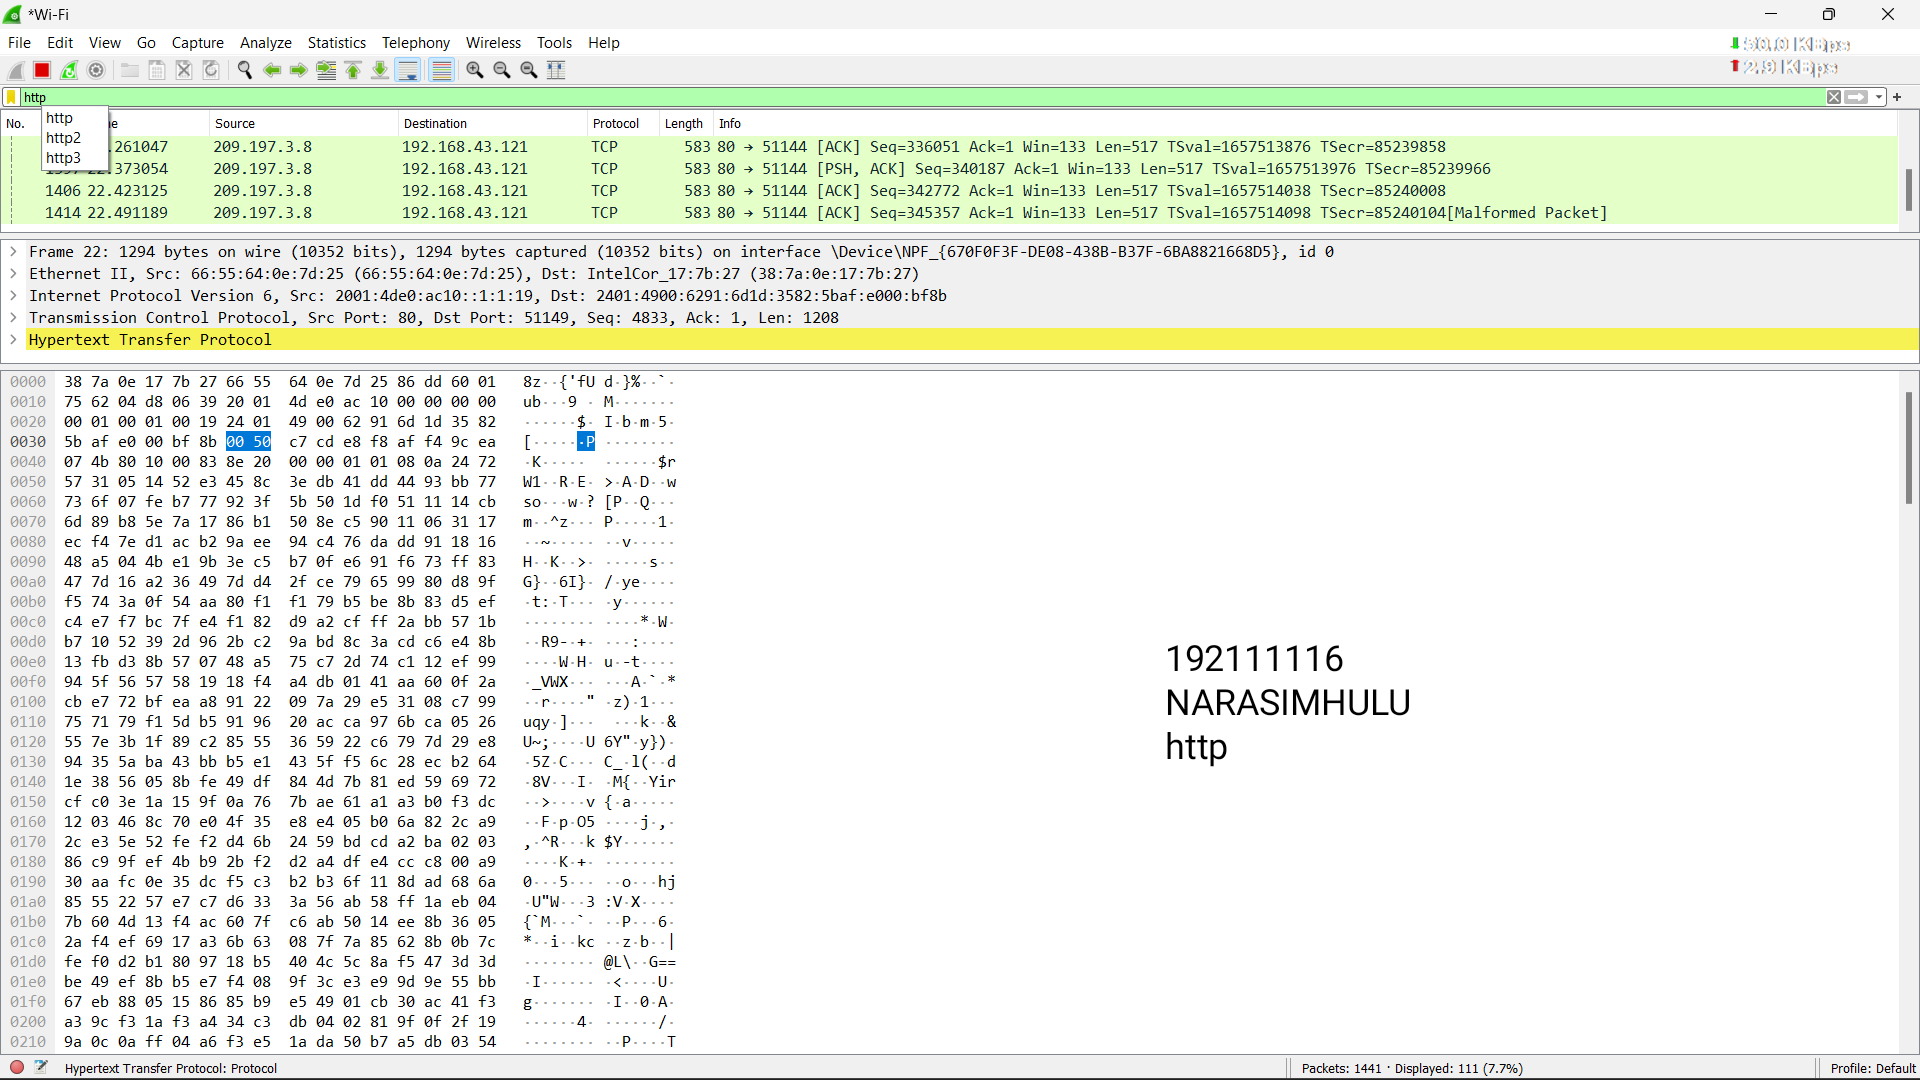 *Wi-Fi
File Edit View Go Capture Analyze Statistics Telephony Wireless Tools Help
50.0 KBps
2.9 KBps
http
http
http2
http3
No. Source Destination Protocol Length Info
.261047 209.197.3.8 192.168.43.121 TCP 583 80 → 51144 [ACK] Seq=336051 Ack=1 Win=133 Len=517 TSval=1657513876 TSecr=85239858
.373054 209.197.3.8 192.168.43.121 TCP 583 80 → 51144 [PSH, ACK] Seq=340187 Ack=1 Win=133 Len=517 TSval=1657513976 TSecr=85239966
1406 22.423125 209.197.3.8 192.168.43.121 TCP 583 80 → 51144 [ACK] Seq=342772 Ack=1 Win=133 Len=517 TSval=1657514038 TSecr=85240008
1414 22.491189 209.197.3.8 192.168.43.121 TCP 583 80 → 51144 [ACK] Seq=345357 Ack=1 Win=133 Len=517 TSval=1657514098 TSecr=85240104[Malformed Packet]
Frame 22: 1294 bytes on wire (10352 bits), 1294 bytes captured (10352 bits) on interface \Device\NPF_{670F0F3F-DE08-438B-B37F-6BA8821668D5}, id 0
Ethernet II, Src: 66:55:64:0e:7d:25 (66:55:64:0e:7d:25), Dst: IntelCor_17:7b:27 (38:7a:0e:17:7b:27)
Internet Protocol Version 6, Src: 2001:4de0:ac10::1:1:19, Dst: 2401:4900:6291:6d1d:3582:5baf:e000:bf8b
Transmission Control Protocol, Src Port: 80, Dst Port: 51149, Seq: 4833, Ack: 1, Len: 1208
Hypertext Transfer Protocol
0000 38 7a 0e 17 7b 27 66 55 64 0e 7d 25 86 dd 60 01 8z··{'fU d·}%··`·
0010 75 62 04 d8 06 39 20 01 4d e0 ac 10 00 00 00 00 ub···9 · M·······
0020 00 01 00 01 00 19 24 01 49 00 62 91 6d 1d 35 82 ······$· I·b·m·5·
0030 5b af e0 00 bf 8b 00 50 c7 cd e8 f8 af f4 9c ea [······P ········
0040 07 4b 80 10 00 83 8e 20 00 00 01 01 08 0a 24 72 ·K·····  ······$r
0050 57 31 05 14 52 e3 45 8c 3e db 41 dd 44 93 bb 77 W1··R·E· >·A·D··w
0060 73 6f 07 fe b7 77 92 3f 5b 50 1d f0 51 11 14 cb so···w·? [P··Q···
0070 6d 89 b8 5e 7a 17 86 b1 50 8e c5 90 11 06 31 17 m··^z··· P·····1·
0080 ec f4 7e d1 ac b2 9a ee 94 c4 76 da dd 91 18 16 ··~····· ··v·····
0090 48 a5 04 4b e1 9b 3e c5 b7 0f e6 91 f6 73 ff 83 H··K··>· ·····s··
00a0 47 7d 16 a2 36 49 7d d4 2f ce 79 65 99 80 d8 9f G}··6I}· /·ye····
00b0 f5 74 3a 0f 54 aa 80 f1 f1 79 b5 be 8b 83 d5 ef ·t:·T··· ·y······
00c0 c4 e7 f7 bc 7f e4 f1 82 d9 a2 cf ff 2a bb 57 1b ········ ····*·W·
00d0 b7 10 52 39 2d 96 2b c2 9a bd 8c 3a cd c6 e4 8b ··R9-·+· ···:····
00e0 13 fb d3 8b 57 07 48 a5 75 c7 2d 74 c1 12 ef 99 ····W·H· u·-t····
00f0 94 5f 56 57 58 19 18 f4 a4 db 01 41 aa 60 0f 2a ·_VWX··· ···A·`·*
0100 cb e7 72 bf ea a8 91 22 09 7a 29 e5 31 08 c7 99 ··r····" ·z)·1···
0110 75 71 79 f1 5d b5 91 96 20 ac ca 97 6b ca 05 26 uqy·]···  ···k··&
0120 55 7e 3b 1f 89 c2 85 55 36 59 22 c6 79 7d 29 e8 U~;····U 6Y"·y})·
0130 94 35 5a ba 43 bb b5 e1 43 5f f5 6c 28 ec b2 64 ·5Z·C··· C_·l(··d
0140 1e 38 56 05 8b fe 49 df 84 4d 7b 81 ed 59 69 72 ·8V···I· ·M{··Yir
0150 cf c0 3e 1a 15 9f 0a 76 7b ae 61 a1 a3 b0 f3 dc ··>····v {·a·····
0160 12 03 46 8c 70 e0 4f 35 e8 e4 05 b0 6a 82 2c a9 ··F·p·O5 ····j·,·
0170 2c e3 5e 52 fe f2 d4 6b 24 59 bd cd a2 ba 02 03 ,·^R···k $Y······
0180 86 c9 9f ef 4b b9 2b f2 d2 a4 df e4 cc c8 00 a9 ····K·+· ········
0190 30 aa fc 0e 35 dc f5 c3 b2 b3 6f 11 8d ad 68 6a 0···5··· ··o···hj
01a0 85 55 22 57 e7 c7 d6 33 3a 56 ab 58 ff 1a eb 04 ·U"W···3 :V·X····
01b0 7b 60 4d 13 f4 ac 60 7f c6 ab 50 14 ee 8b 36 05 {`M···`· ··P···6·
01c0 2a f4 ef 69 17 a3 6b 63 08 7f 7a 85 62 8b 0b 7c *··i··kc ··z·b··|
01d0 fe f0 d2 b1 80 97 18 b5 40 4c 5c 8a f5 47 3d 3d ········ @L\··G==
01e0 be 49 ef 8b b5 e7 f4 08 9f 3c e3 e9 9d 9e 55 bb ·I······ ·<····U·
01f0 67 eb 88 05 15 86 85 b9 e5 49 01 cb 30 ac 41 f3 g······· ·I··0·A·
0200 a3 9c f3 1a f3 a4 34 c3 db 04 02 81 9f 0f 2f 19 ······4· ······/·
0210 9a 0c 0a ff 04 a6 f3 e5 1a da 50 b7 a5 db 03 54 ········ ··P····T
192111116
NARASIMHULU
http
Hypertext Transfer Protocol: Protocol
Packets: 1441 · Displayed: 111 (7.7%)
Profile: Default